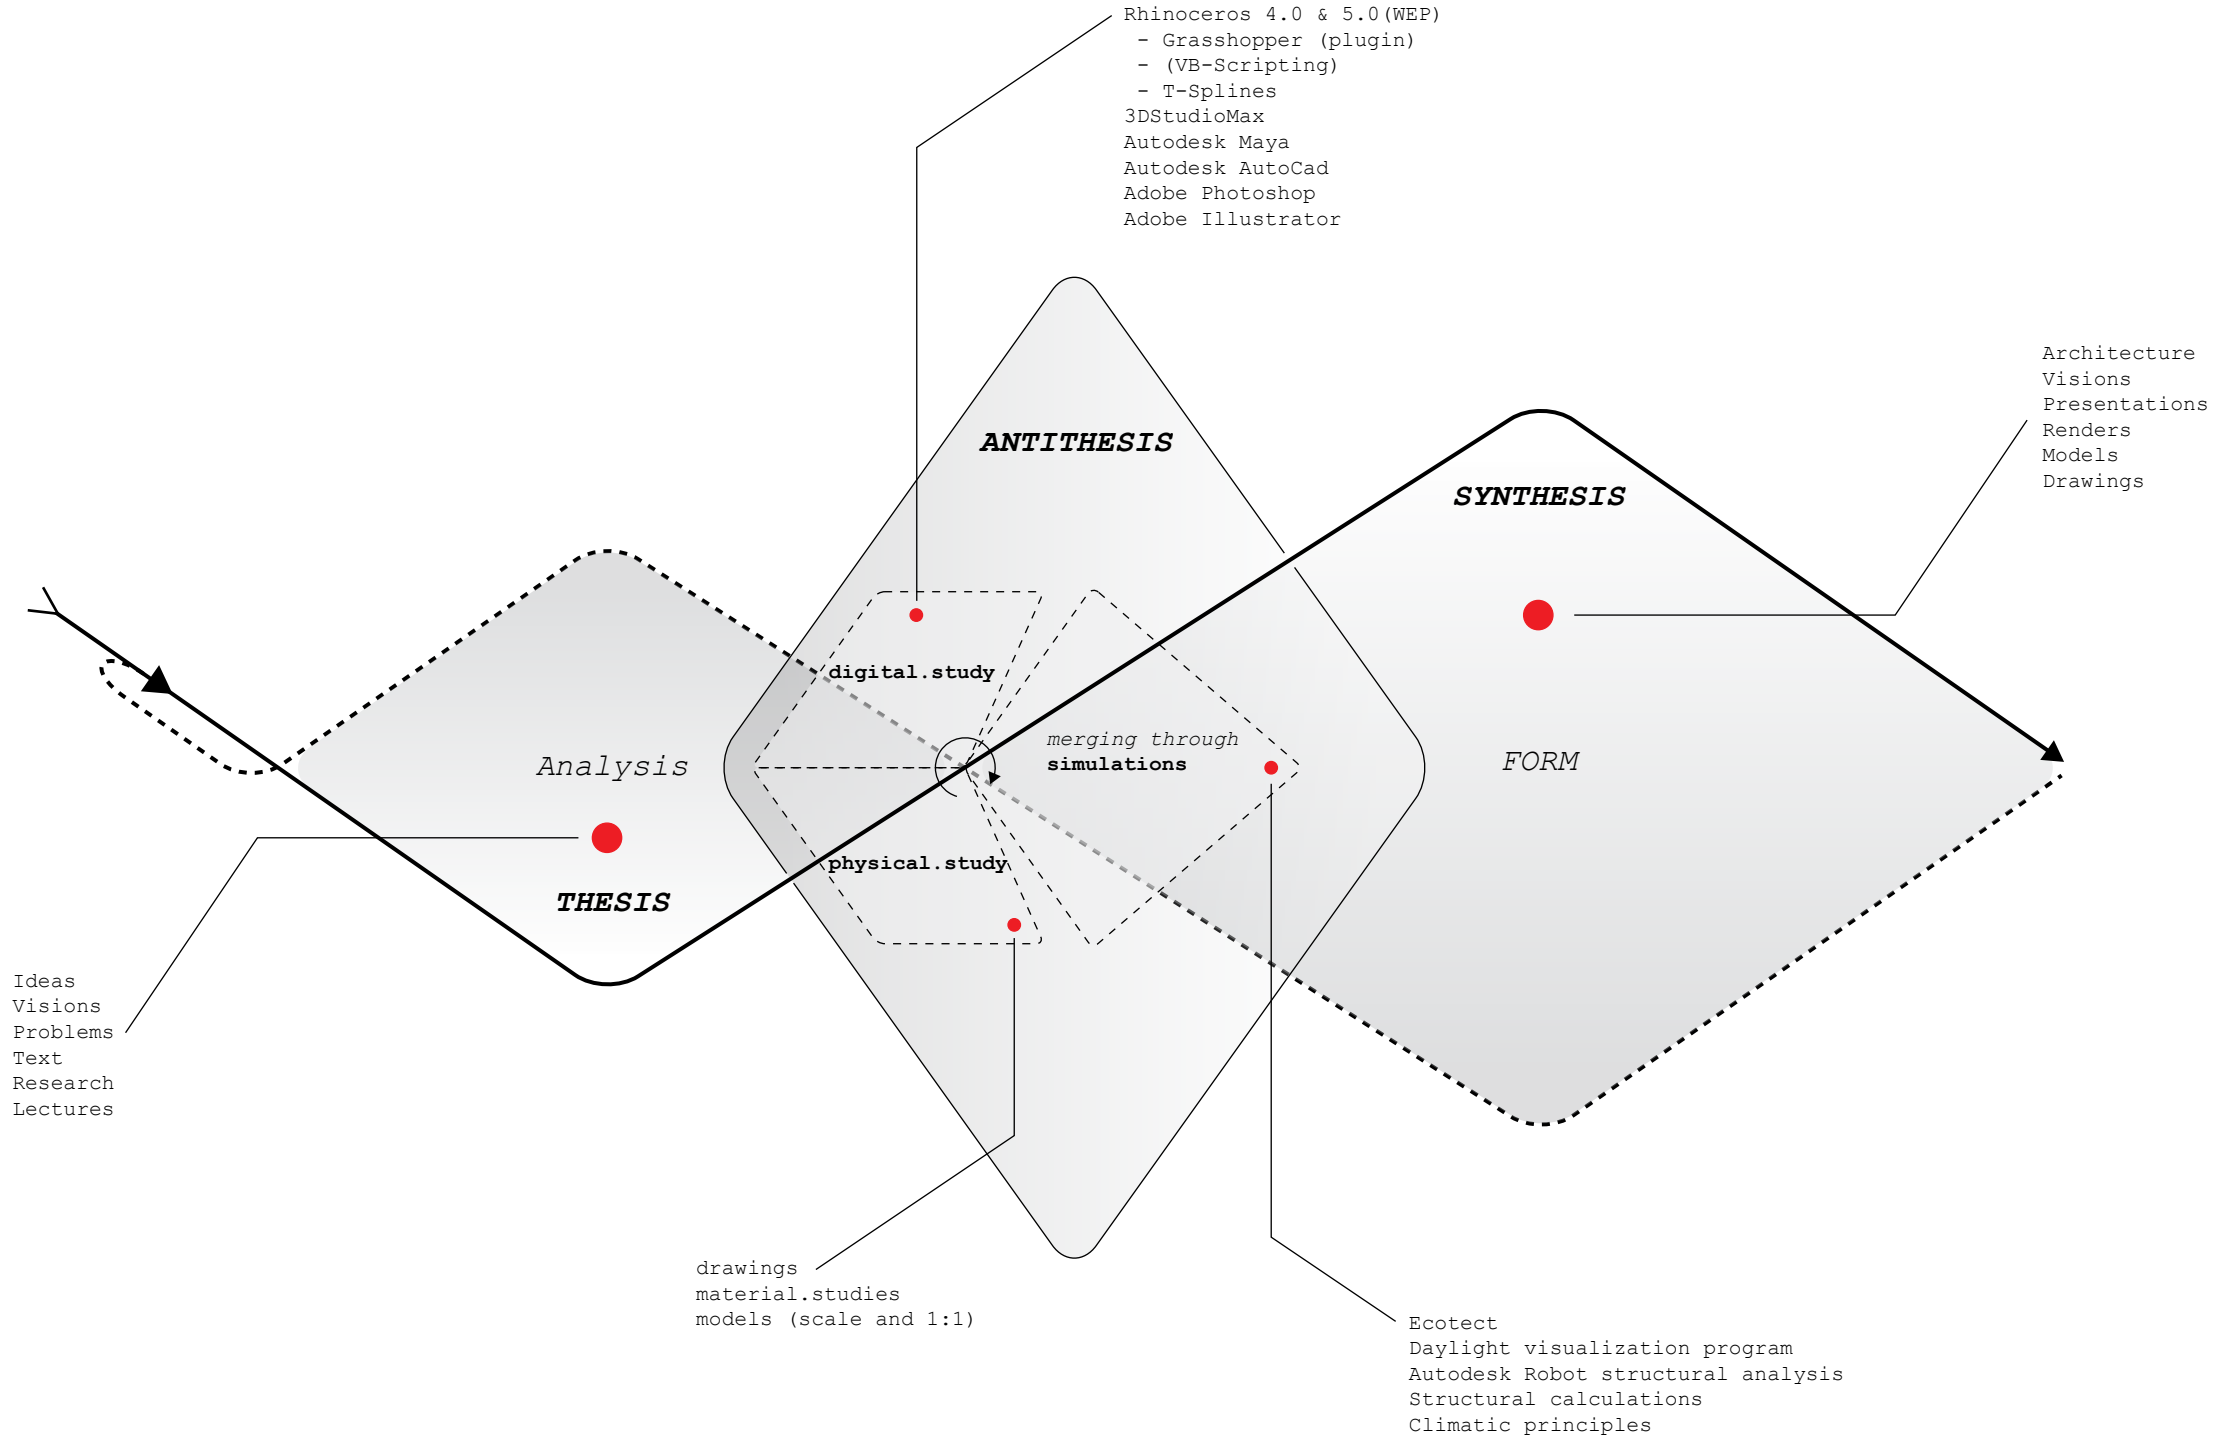 Rhinoceros 4.0 & 5.0(WEP)
- Grasshopper (plugin)
- (VB-Scripting)
- T-Splines
3DStudioMax
Autodesk Maya
Autodesk AutoCad
Adobe Photoshop
Adobe Illustrator
Architecture
Visions
Presentations
Renders
Models
Drawings
ANTITHESIS
SYNTHESIS
digital.study
merging through
simulations
Analysis
FORM
physical.study
THESIS
Ideas
Visions
Problems
Text
Research
Lectures
drawings
material.studies
models (scale and 1:1)
Ecotect
Daylight visualization program
Autodesk Robot structural analysis
Structural calculations
Climatic principles